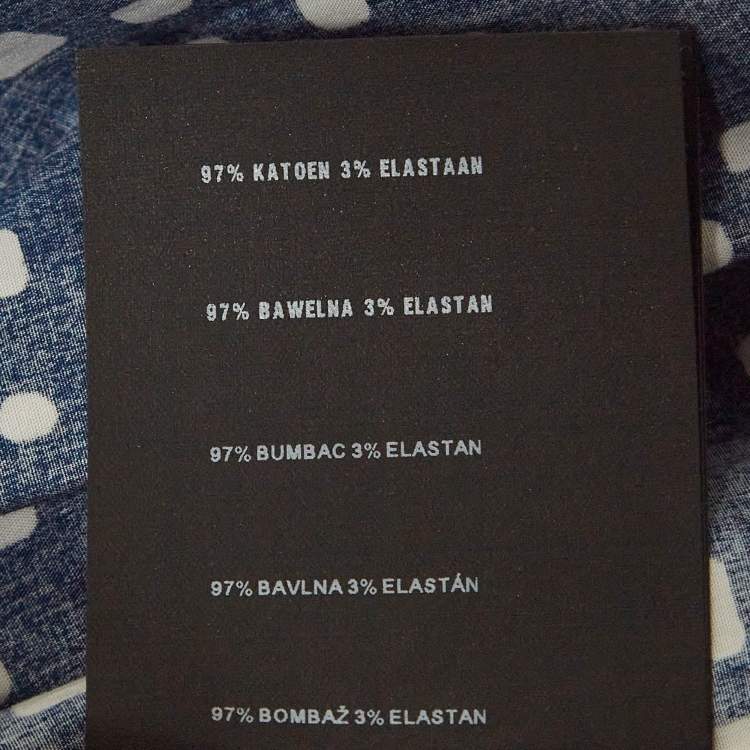 97% KATOEN 3% ELASTAAN
97% BAWELNA 3% ELASTAN
97% BUMBAC 3% ELASTAN
97% BAVLNA 3% ELASTÁN
97% BOMBAŽ 3% ELASTAN